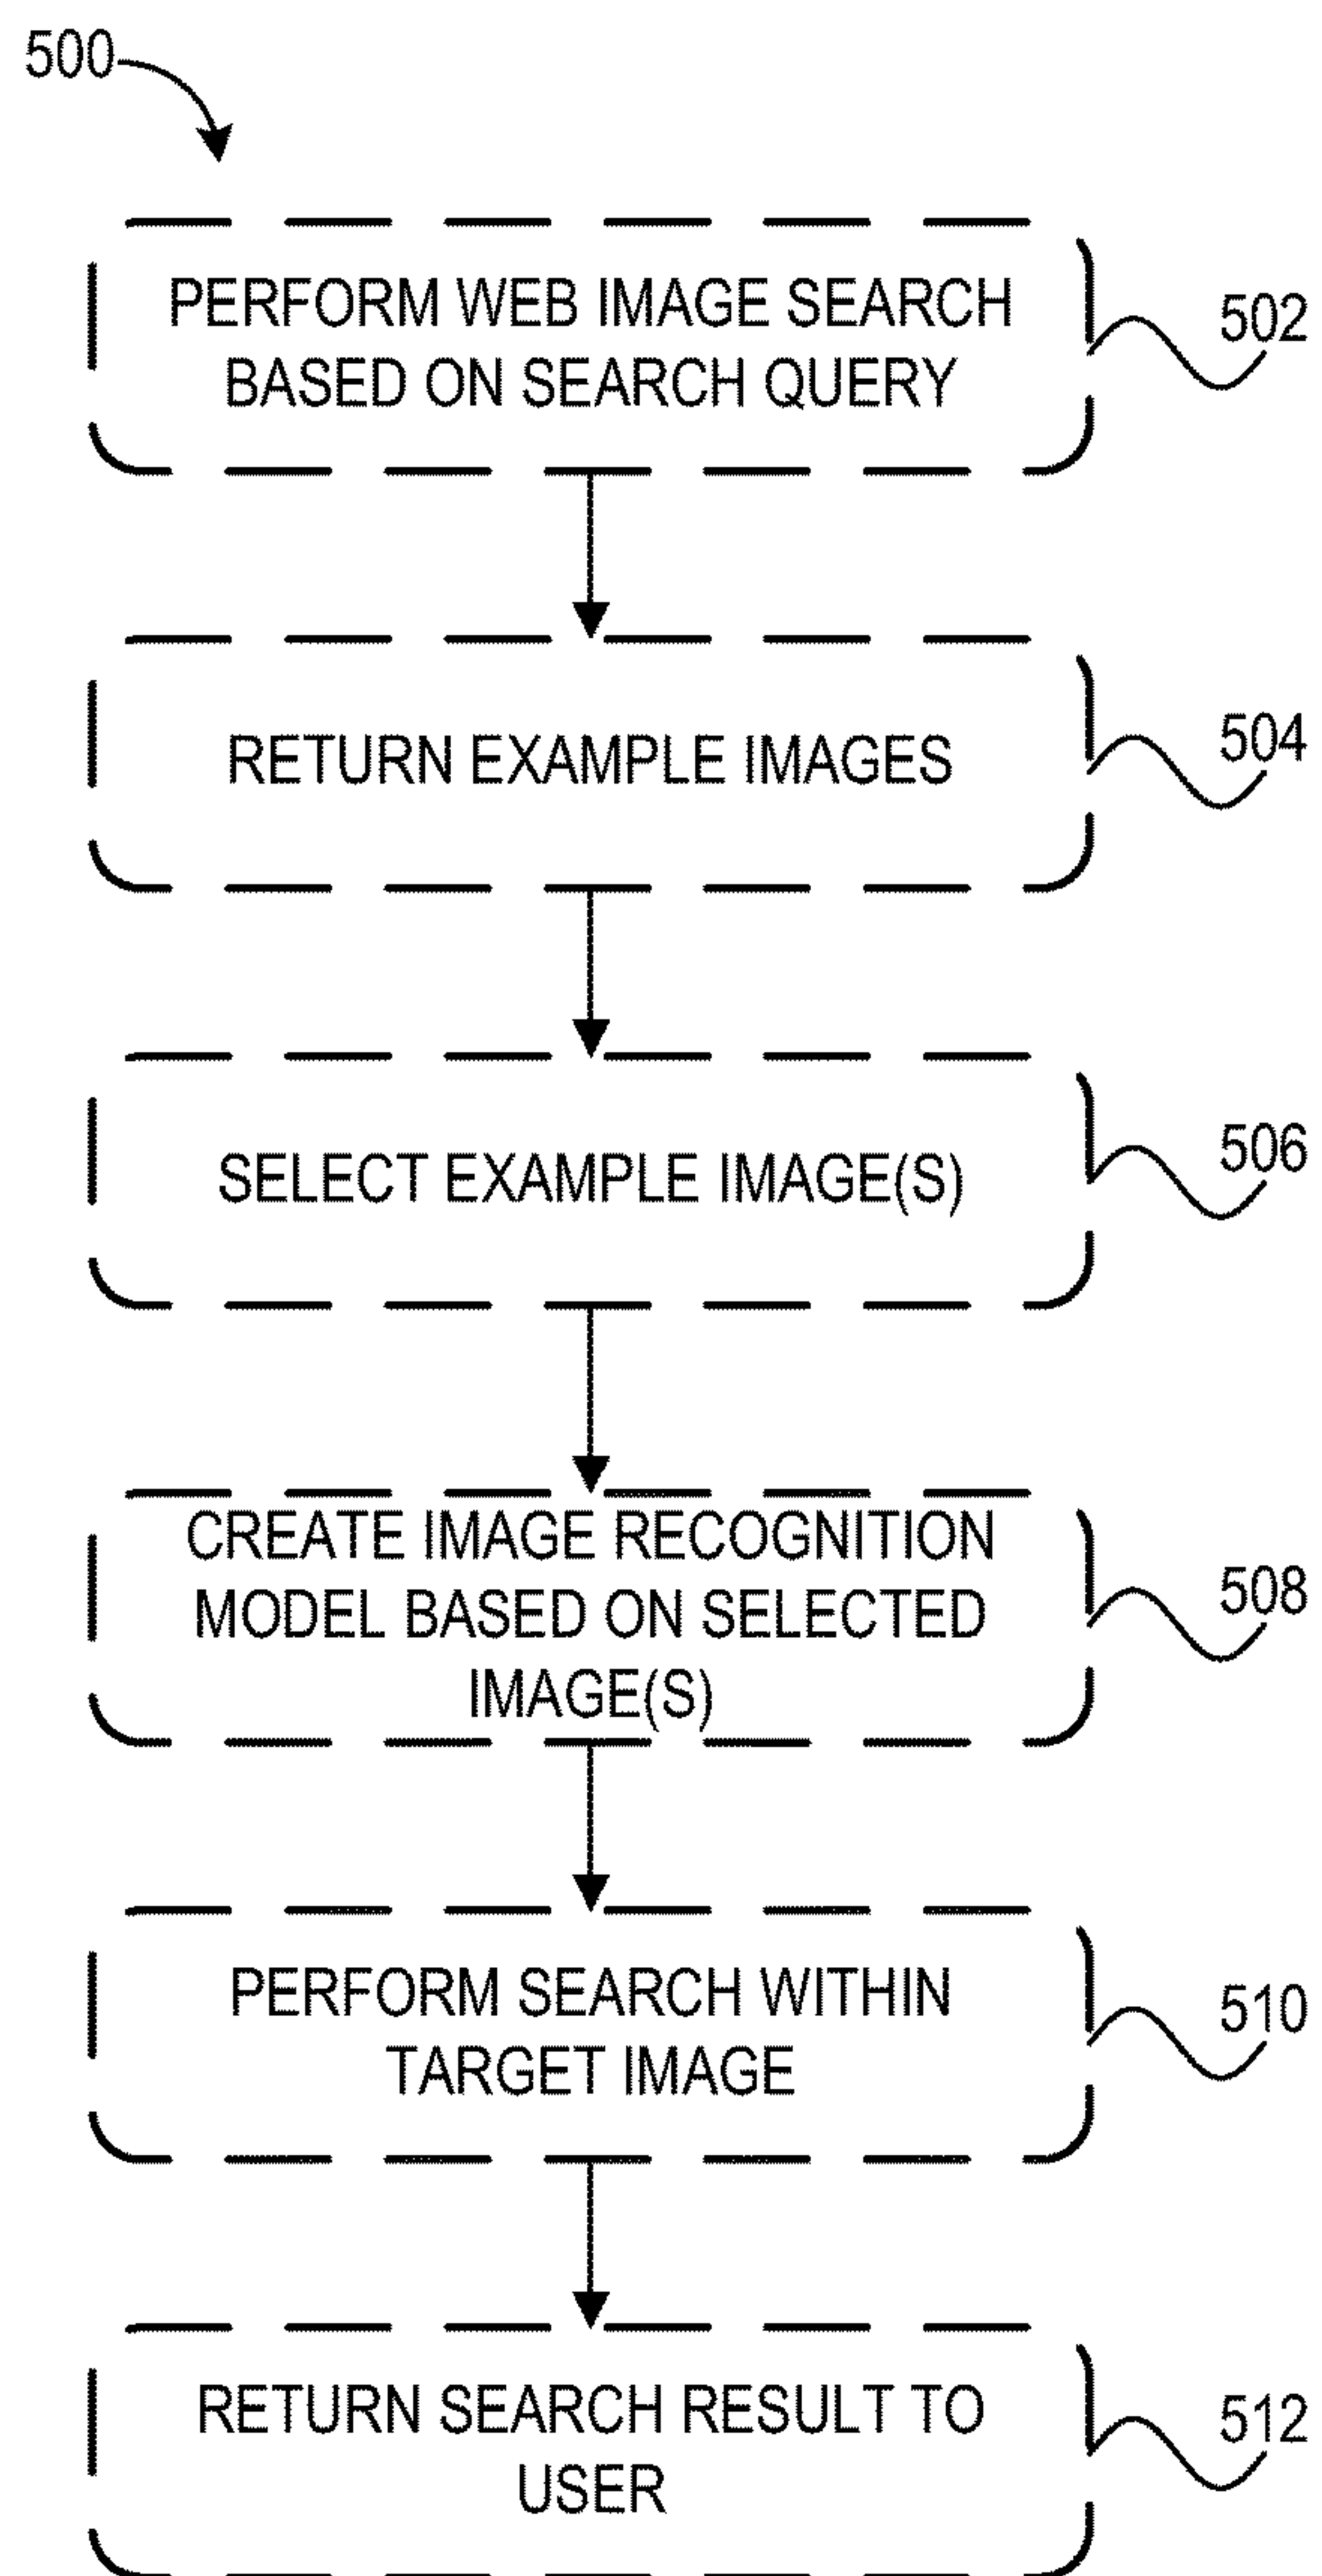 500
PERFORM WEB IMAGE SEARCH
BASED ON SEARCH QUERY
502
RETURN EXAMPLE IMAGES
504
SELECT EXAMPLE IMAGE(S)
506
CREATE IMAGE RECOGNITION
MODEL BASED ON SELECTED
IMAGE(S)
508
PERFORM SEARCH WITHIN
TARGET IMAGE
510
RETURN SEARCH RESULT TO
USER
512